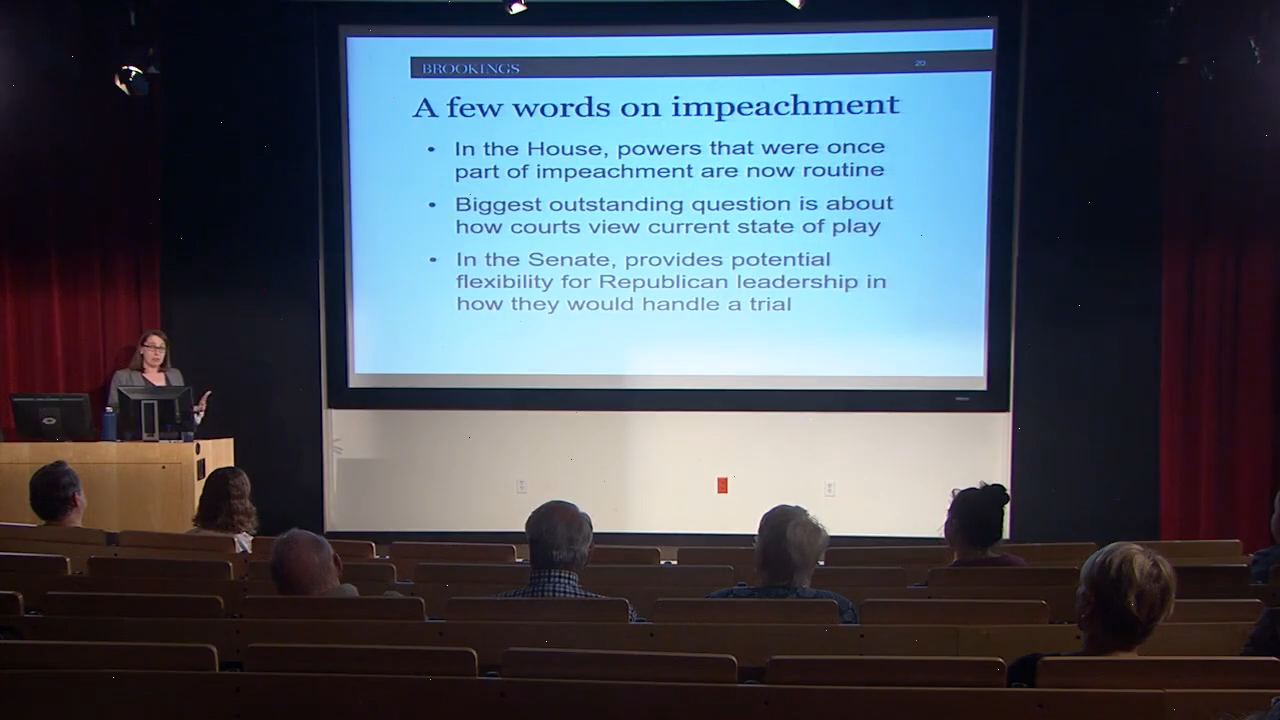 BROOKINGS
20
A few words on impeachment
• In the House, powers that were once
part of impeachment are now routine
• Biggest outstanding question is about
how courts view current state of play
• In the Senate, provides potential
flexibility for Republican leadership in
how they would handle a trial